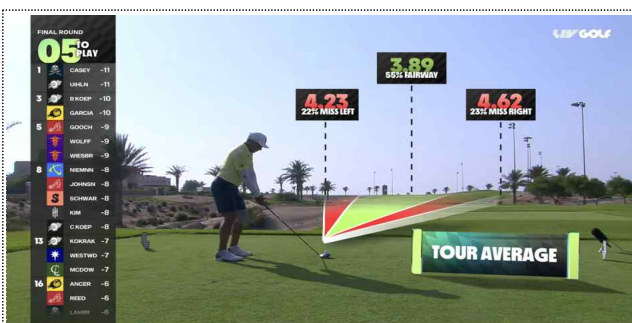 FINAL ROUND
05 TO PLAY
1 CASEY -11
UIHLN -11
3 B KOEP -10
GARCIA -10
5 GOOCH -9
WOLFF -9
WIESBR -9
8 NIEMNN -8
JOHNSN -8
SCHWAR -8
KIM -8
C KOEP -8
13 KOKRAK -7
WESTWD -7
MCDOW -7
16 ANCER -6
REED -6
LAHIRI -6
LIV GOLF
3.89
55% FAIRWAY
4.23
22% MISS LEFT
4.62
23% MISS RIGHT
TOUR AVERAGE